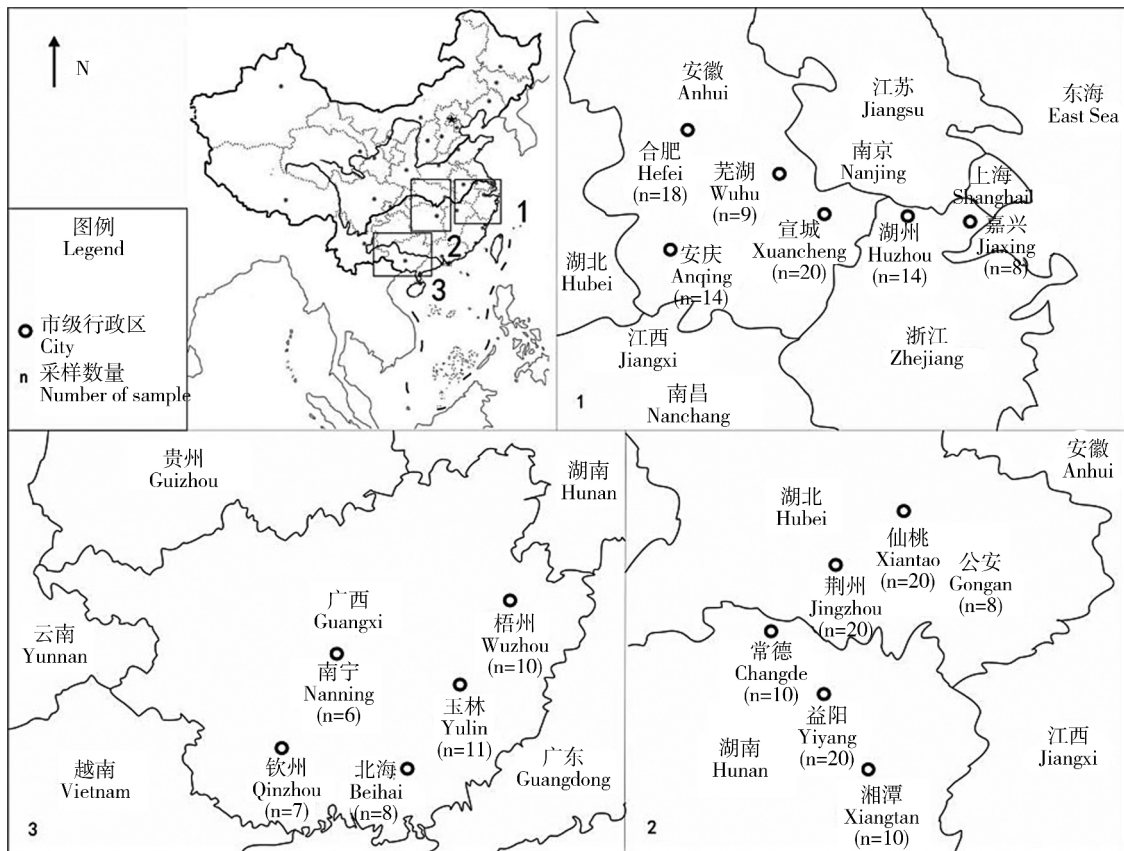 N
图例
Legend
市级行政区
City
n 采样数量
Number of sample
1
2
3
安徽
Anhui
江苏
Jiangsu
东海
East Sea
合肥
Hefei
(n=18)
芜湖
Wuhu
(n=9)
南京
Nanjing
上海
Shanghail
宣城
Xuancheng
(n=20)
湖州
Huzhou
(n=14)
嘉兴
Jiaxing
(n=8)
安庆
Anqing
(n=14)
湖北
Hubei
江西
Jiangxi
浙江
Zhejiang
南昌
Nanchang
1
贵州
Guizhou
湖南
Hunan
广西
Guangxi
梧州
Wuzhou
(n=10)
云南
Yunnan
南宁
Nanning
(n=6)
玉林
Yulin
(n=11)
钦州
Qinzhou
(n=7)
北海
Beihai
(n=8)
广东
Guangdong
越南
Vietnam
3
安徽
Anhui
湖北
Hubei
仙桃
Xiantao
(n=20)
公安
Gongan
(n=8)
荆州
Jingzhou
(n=20)
常德
Changde
(n=10)
益阳
Yiyang
(n=20)
湖南
Hunan
江西
Jiangxi
湘潭
Xiangtan
(n=10)
2